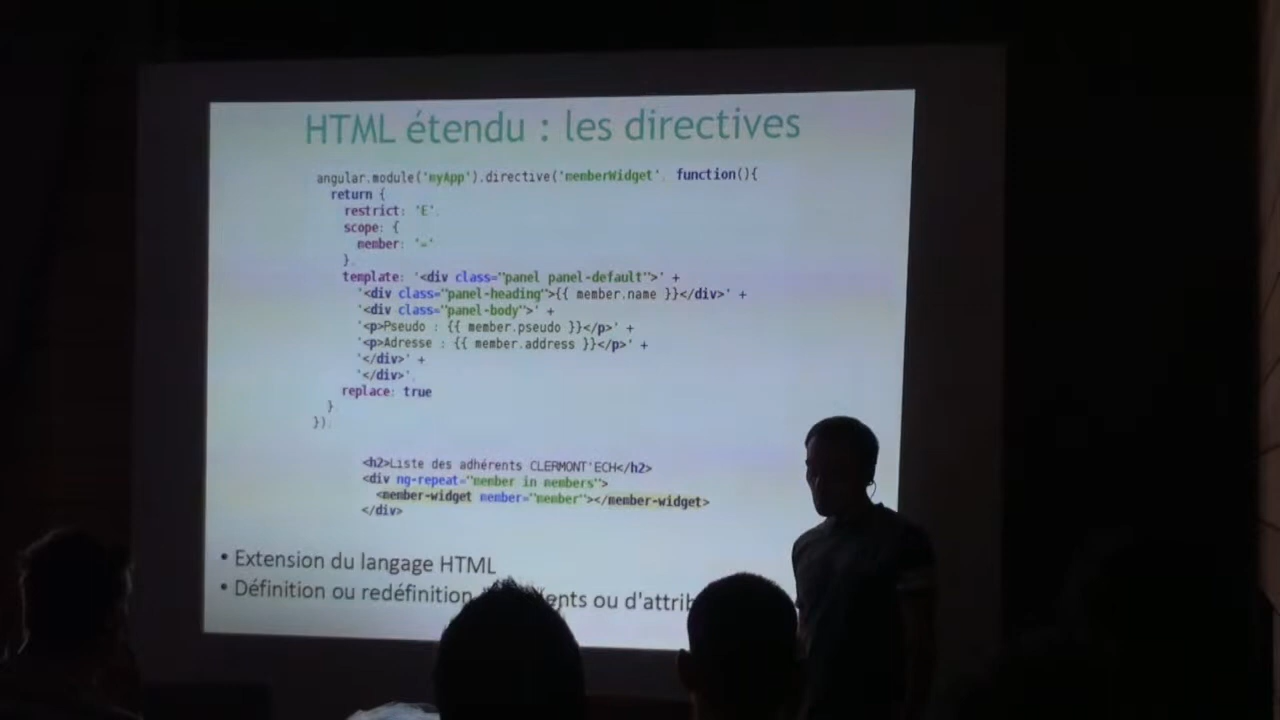 HTML étendu : les directives
angular.module('myApp').directive('memberWidget', function(){
return {
restrict: 'E',
scope: {
member: '='
},
template: '<div class="panel panel-default">' +
'<div class="panel-heading">{{ member.name }}</div>' +
'<div class="panel-body">' +
'<p>Pseudo : {{ member.pseudo }}</p>' +
'<p>Adresse : {{ member.address }}</p>' +
'</div>' +
'</div>',
replace: true
}
});
<h2>Liste des adhérents CLERMONT'ECH</h2>
<div ng-repeat="member in members">
<member-widget member="member"></member-widget>
</div>
• Extension du langage HTML
• Définition ou redéfinition ou